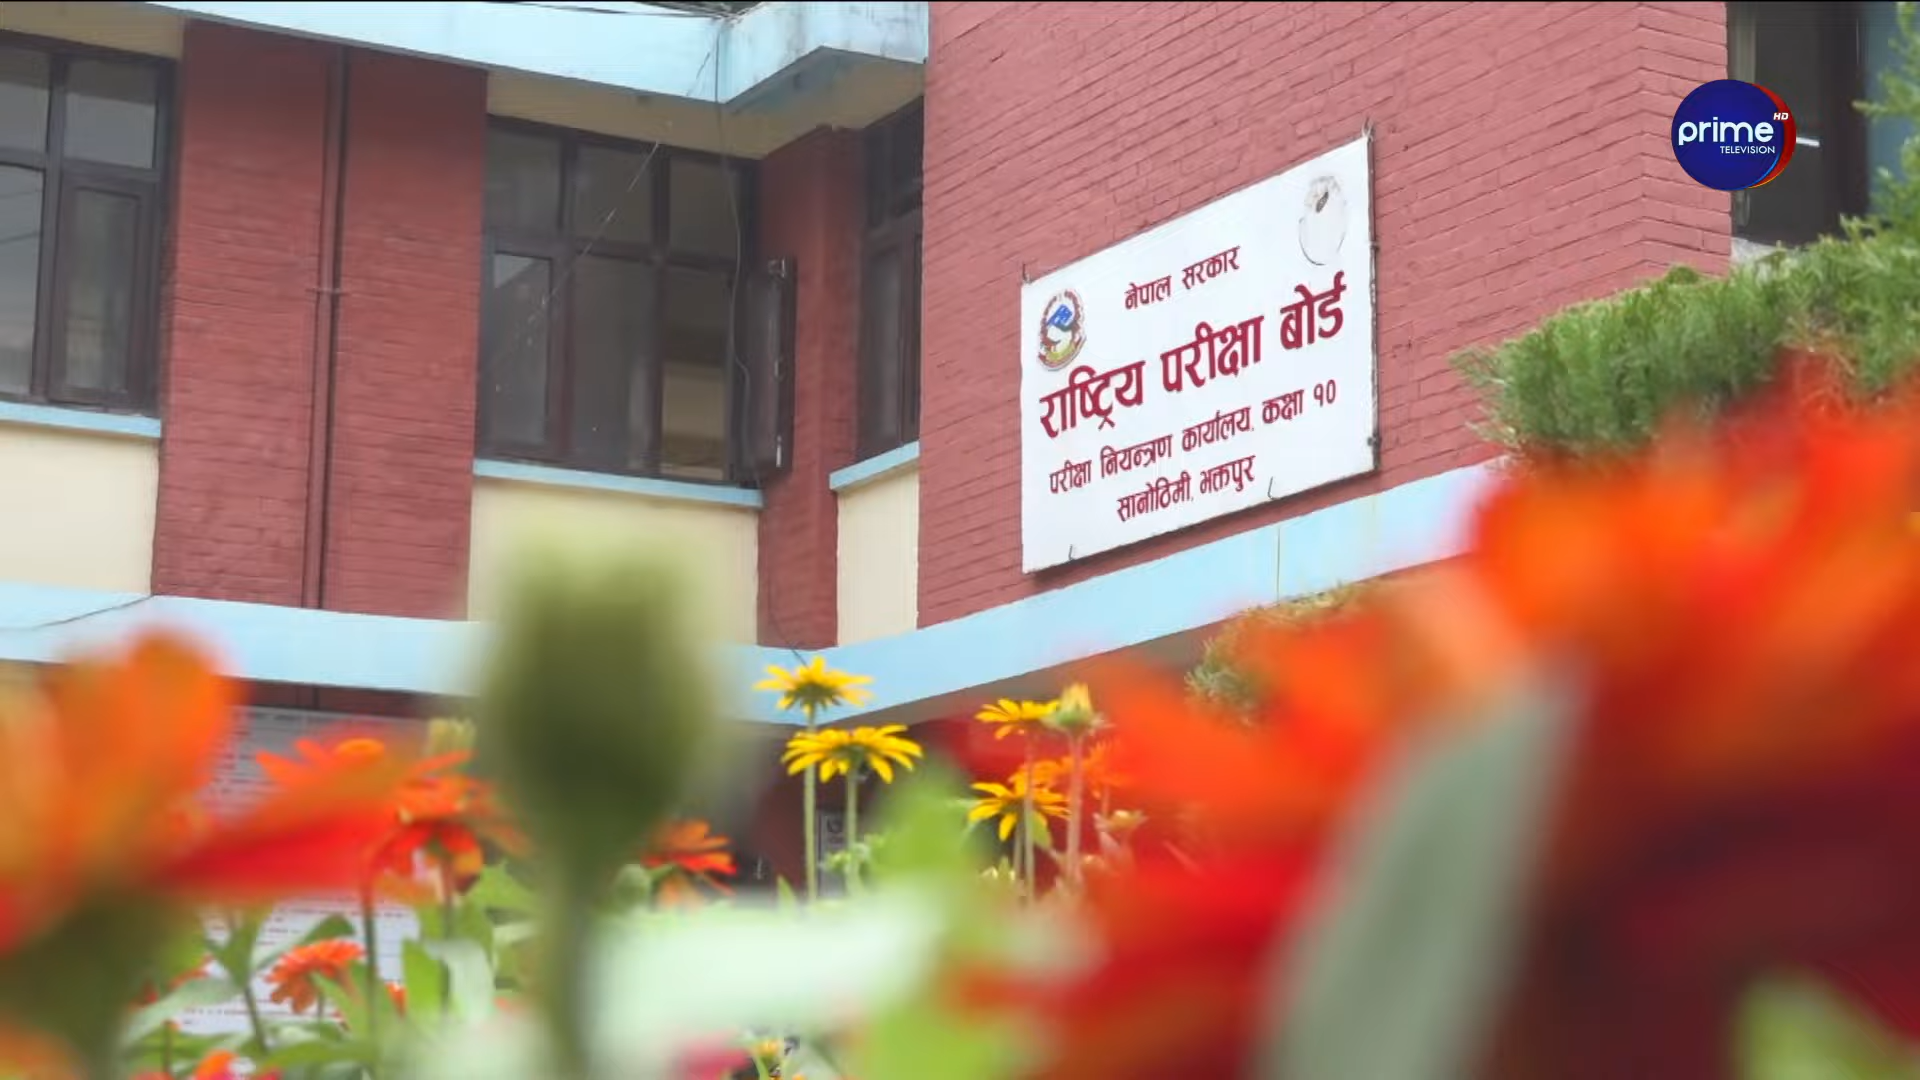 नेपाल सरकार
राष्ट्रिय परीक्षा बोर्ड
परीक्षा नियन्त्रण कार्यालय, कक्षा १०
सानोठिमी, भक्तपुर
prime HD
TELEVISION